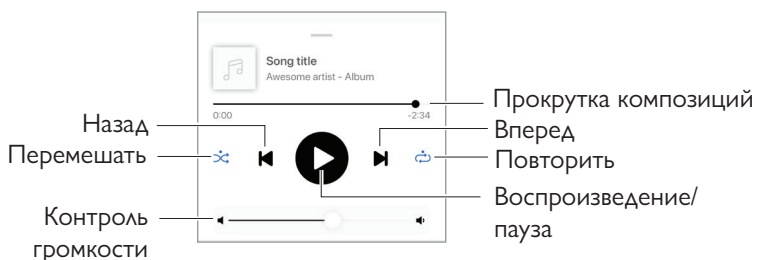 Song title
Awesome artist – Album
0:00
-2:34
Прокрутка композиций
Назад
Вперед
Перемешать
Повторить
Воспроизведение/
пауза
Контроль
громкости